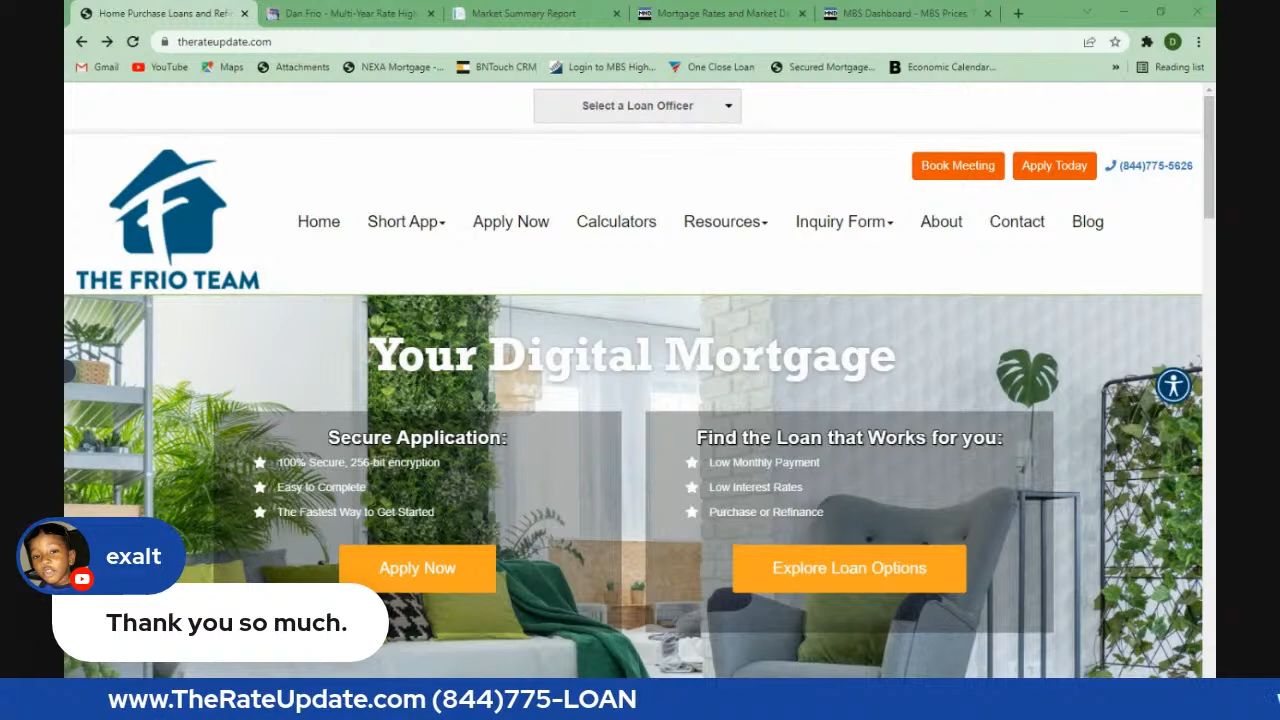 Home Purchase Loans and Refi
Dan Frio - Multi-Year Rate High
Market Summary Report
Mortgage Rates and Market D
MBS Dashboard - MBS Prices, T
therateupdate.com
D
Gmail
YouTube
Maps
Attachments
NEXA Mortgage -...
BNTouch CRM
Login to MBS High...
One Close Loan
Secured Mortgage...
B Economic Calendar...
»
Reading list
Select a Loan Officer
Book Meeting
Apply Today
(844)775-5626
THE FRIO TEAM
Home
Short App
Apply Now
Calculators
Resources
Inquiry Form
About
Contact
Blog
Your Digital Mortgage
Secure Application:
100% Secure, 256-bit encryption
Easy to Complete
The Fastest Way to Get Started
Apply Now
Find the Loan that Works for you:
Low Monthly Payment
Low Interest Rates
Purchase or Refinance
Explore Loan Options
exalt
Thank you so much.
www.TheRateUpdate.com (844)775-LOAN